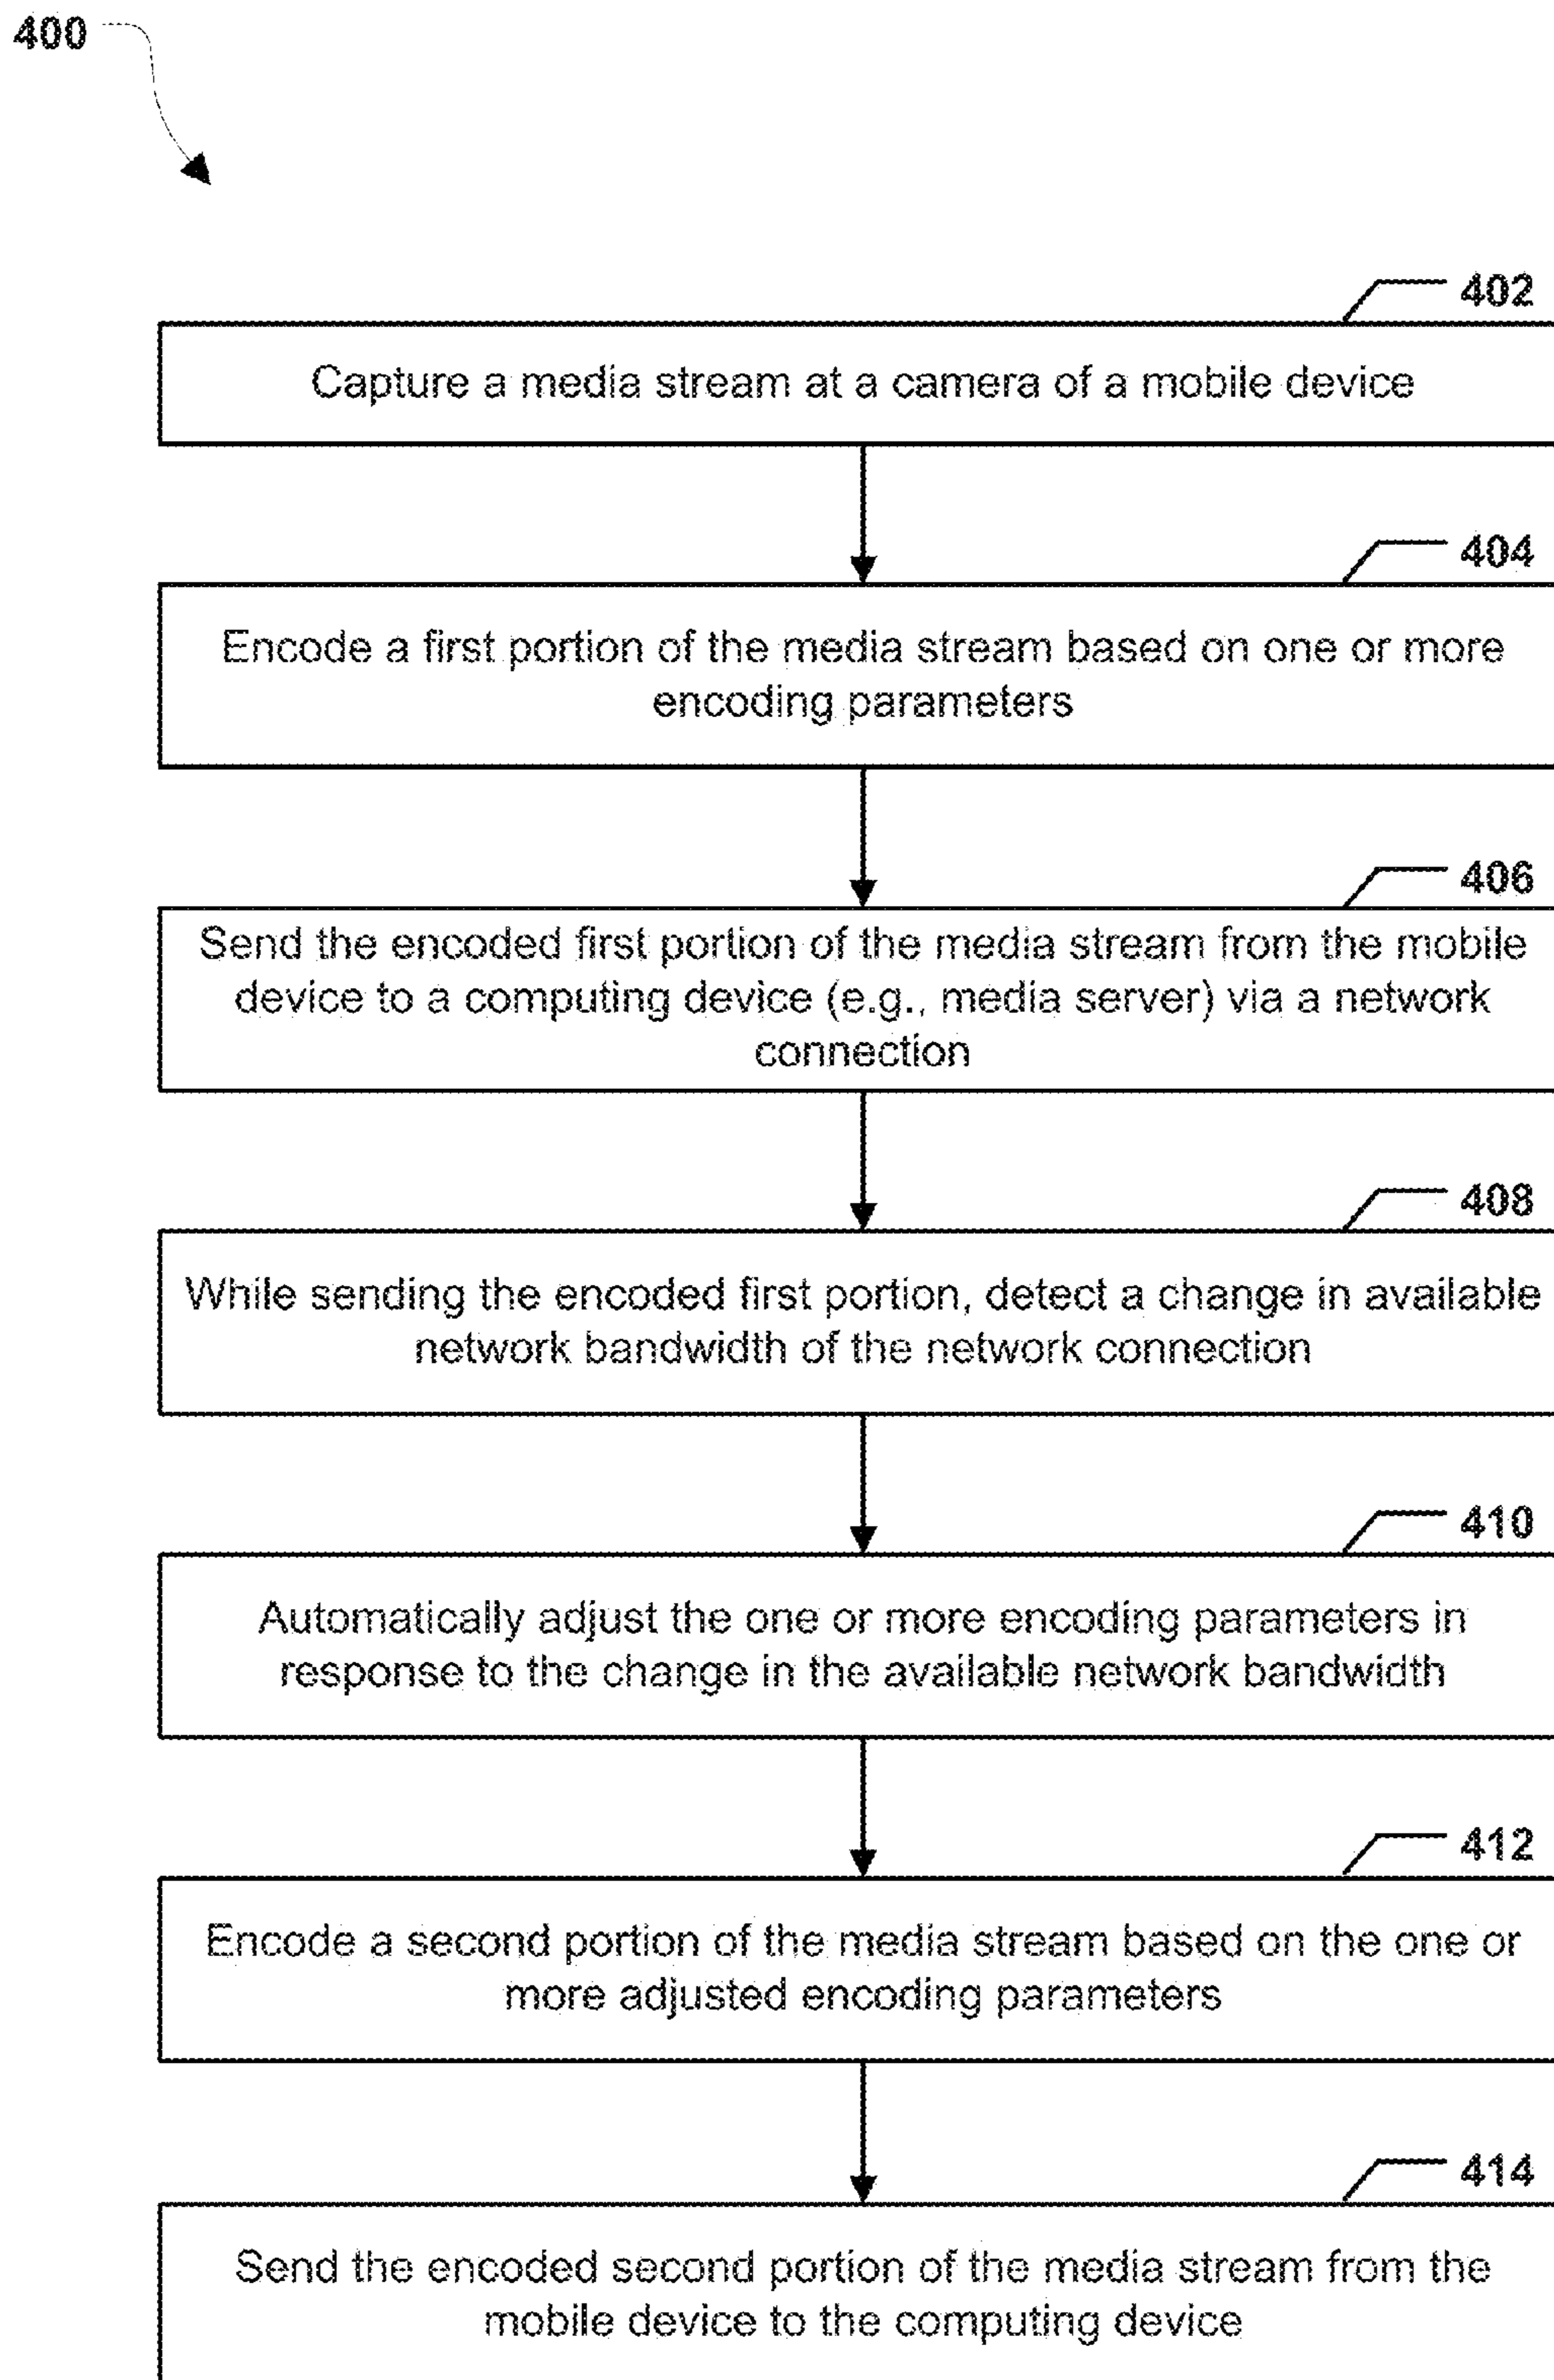 400
402
Capture a media stream at a camera of a mobile device
404
Encode a first portion of the media stream based on one or more
encoding parameters
406
Send the encoded first portion of the media stream from the mobile
device to a computing device (e.g., media server) via a network
connection
408
While sending the encoded first portion, detect a change in available
network bandwidth of the network connection
410
Automatically adjust the one or more encoding parameters in
response to the change in the available network bandwidth
412
Encode a second portion of the media stream based on the one or
more adjusted encoding parameters
414
Send the encoded second portion of the media stream from the
mobile device to the computing device